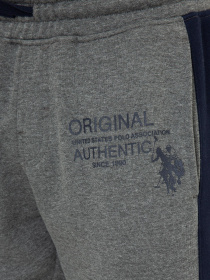 ORIGINAL
UNITED STATES POLO ASSOCIATION
AUTHENTIC
SINCE 1890